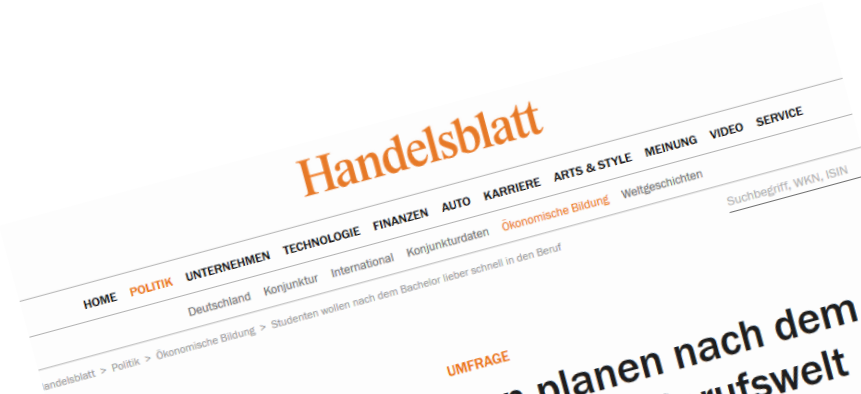 Handelsblatt
HOME POLITIK UNTERNEHMEN TECHNOLOGIE FINANZEN AUTO KARRIERE ARTS & STYLE MEINUNG VIDEO SERVICE
Deutschland Konjunktur International Konjunkturdaten Ökonomische Bildung Weltgeschichten
Suchbegriff, WKN, ISIN
andelsblatt > Politik > Ökonomische Bildung > Studenten wollen nach dem Bachelor lieber schnell in den Beruf
UMFRAGE
n planen nach dem
rufswelt